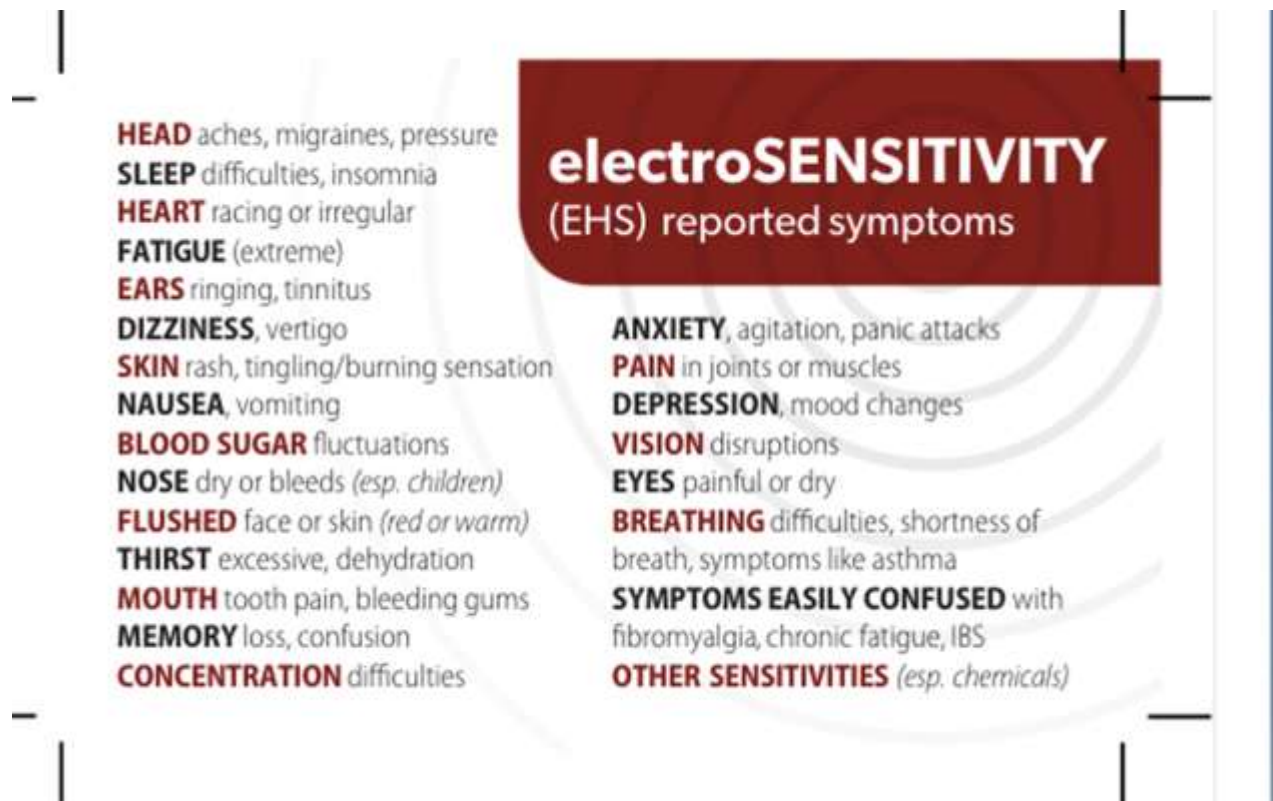 HEAD aches, migraines, pressure
SLEEP difficulties, insomnia
HEART racing or irregular
FATIGUE (extreme)
EARS ringing, tinnitus
DIZZINESS, vertigo
SKIN rash, tingling/burning sensation
NAUSEA, vomiting
BLOOD SUGAR fluctuations
NOSE dry or bleeds (esp. children)
FLUSHED face or skin (red or warm)
THIRST excessive, dehydration
MOUTH tooth pain, bleeding gums
MEMORY loss, confusion
CONCENTRATION difficulties
electroSENSITIVITY
(EHS) reported symptoms
ANXIETY, agitation, panic attacks
PAIN in joints or muscles
DEPRESSION, mood changes
VISION disruptions
EYES painful or dry
BREATHING difficulties, shortness of
breath, symptoms like asthma
SYMPTOMS EASILY CONFUSED with
fibromyalgia, chronic fatigue, IBS
OTHER SENSITIVITIES (esp. chemicals)